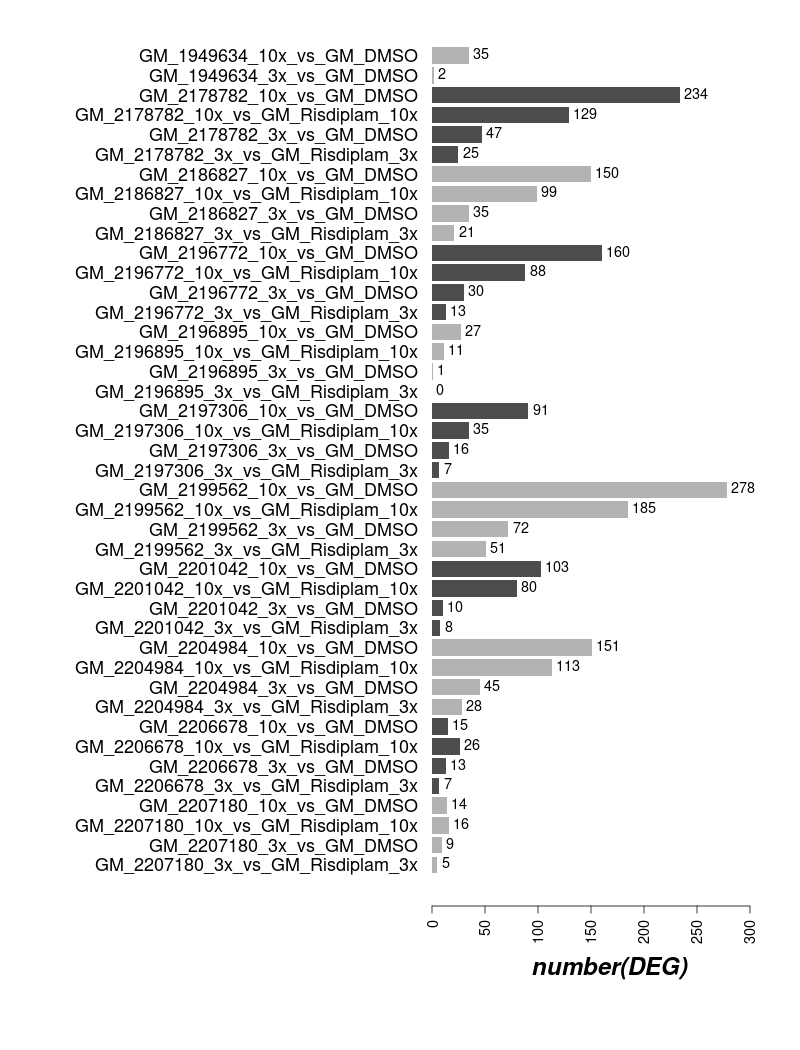 GM_1949634_10x_vs_GM_DMSO 35
GM_1949634_3x_vs_GM_DMSO 2
GM_2178782_10x_vs_GM_DMSO 234
GM_2178782_10x_vs_GM_Risdiplam_10x 129
GM_2178782_3x_vs_GM_DMSO 47
GM_2178782_3x_vs_GM_Risdiplam_3x 25
GM_2186827_10x_vs_GM_DMSO 150
GM_2186827_10x_vs_GM_Risdiplam_10x 99
GM_2186827_3x_vs_GM_DMSO 35
GM_2186827_3x_vs_GM_Risdiplam_3x 21
GM_2196772_10x_vs_GM_DMSO 160
GM_2196772_10x_vs_GM_Risdiplam_10x 88
GM_2196772_3x_vs_GM_DMSO 30
GM_2196772_3x_vs_GM_Risdiplam_3x 13
GM_2196895_10x_vs_GM_DMSO 27
GM_2196895_10x_vs_GM_Risdiplam_10x 11
GM_2196895_3x_vs_GM_DMSO 1
GM_2196895_3x_vs_GM_Risdiplam_3x 0
GM_2197306_10x_vs_GM_DMSO 91
GM_2197306_10x_vs_GM_Risdiplam_10x 35
GM_2197306_3x_vs_GM_DMSO 16
GM_2197306_3x_vs_GM_Risdiplam_3x 7
GM_2199562_10x_vs_GM_DMSO 278
GM_2199562_10x_vs_GM_Risdiplam_10x 185
GM_2199562_3x_vs_GM_DMSO 72
GM_2199562_3x_vs_GM_Risdiplam_3x 51
GM_2201042_10x_vs_GM_DMSO 103
GM_2201042_10x_vs_GM_Risdiplam_10x 80
GM_2201042_3x_vs_GM_DMSO 10
GM_2201042_3x_vs_GM_Risdiplam_3x 8
GM_2204984_10x_vs_GM_DMSO 151
GM_2204984_10x_vs_GM_Risdiplam_10x 113
GM_2204984_3x_vs_GM_DMSO 45
GM_2204984_3x_vs_GM_Risdiplam_3x 28
GM_2206678_10x_vs_GM_DMSO 15
GM_2206678_10x_vs_GM_Risdiplam_10x 26
GM_2206678_3x_vs_GM_DMSO 13
GM_2206678_3x_vs_GM_Risdiplam_3x 7
GM_2207180_10x_vs_GM_DMSO 14
GM_2207180_10x_vs_GM_Risdiplam_10x 16
GM_2207180_3x_vs_GM_DMSO 9
GM_2207180_3x_vs_GM_Risdiplam_3x 5
0 50 100 150 200 250 300
number(DEG)